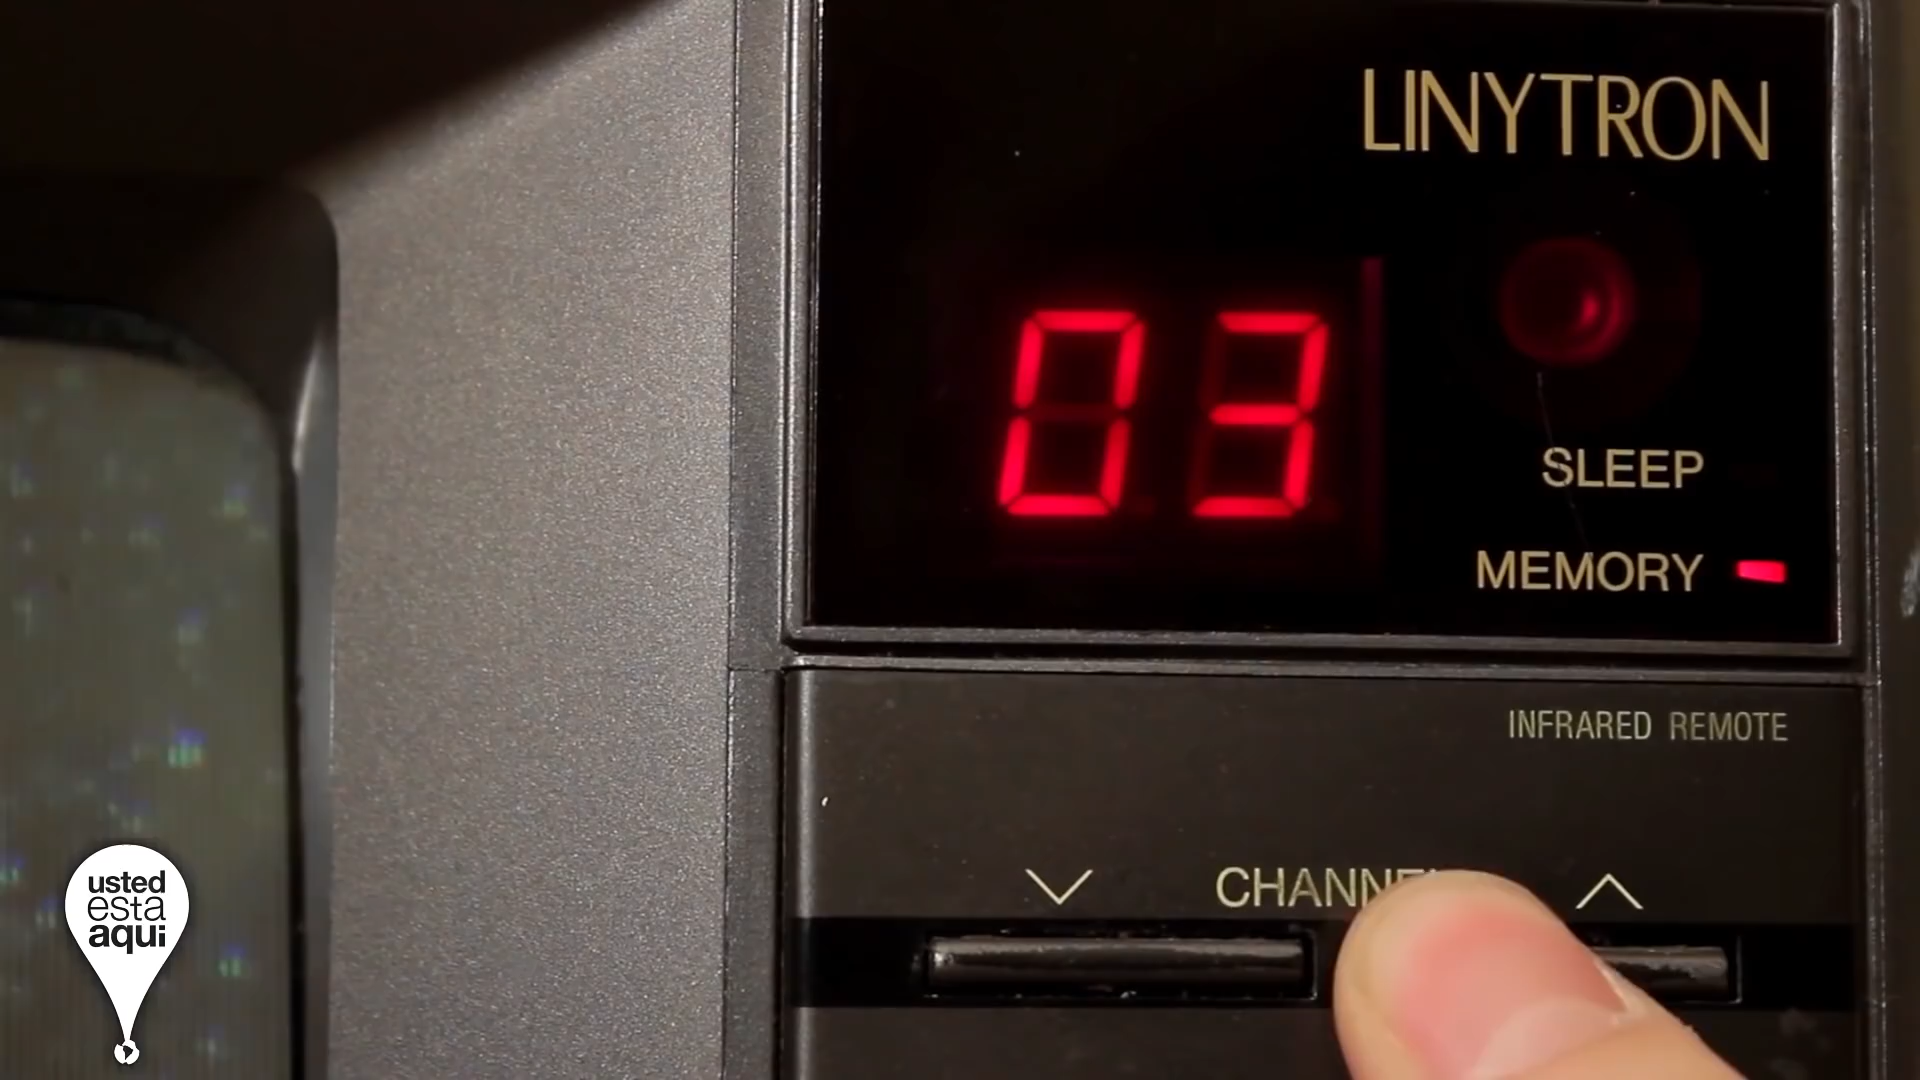 LINYTRON
03
SLEEP
MEMORY
INFRARED REMOTE
CHANNEL
usted
esta
aqui